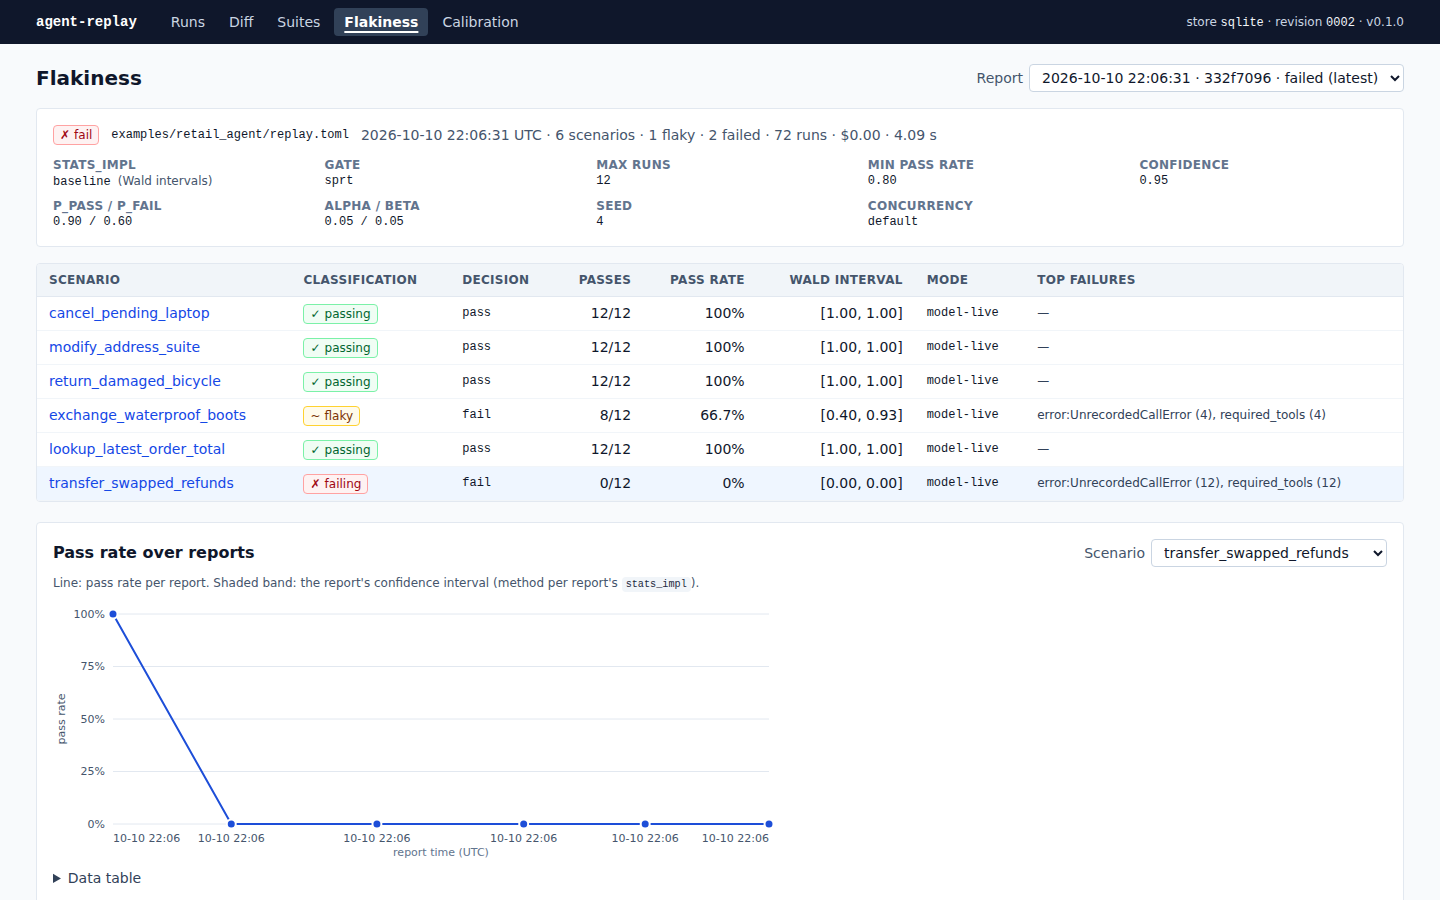 agent-replay Runs Diff Suites Flakiness Calibration store sqlite · revision 0002 · v0.1.0
Flakiness Report 2026-10-10 22:06:31 · 332f7096 · failed (latest)
✗ fail examples/retail_agent/replay.toml 2026-10-10 22:06:31 UTC · 6 scenarios · 1 flaky · 2 failed · 72 runs · $0.00 · 4.09 s
STATS_IMPL GATE MAX RUNS MIN PASS RATE CONFIDENCE
baseline (Wald intervals) sprt 12 0.80 0.95
P_PASS / P_FAIL ALPHA / BETA SEED CONCURRENCY
0.90 / 0.60 0.05 / 0.05 4 default
SCENARIO CLASSIFICATION DECISION PASSES PASS RATE WALD INTERVAL MODE TOP FAILURES
cancel_pending_laptop ✓ passing pass 12/12 100% [1.00, 1.00] model-live —
modify_address_suite ✓ passing pass 12/12 100% [1.00, 1.00] model-live —
return_damaged_bicycle ✓ passing pass 12/12 100% [1.00, 1.00] model-live —
exchange_waterproof_boots ~ flaky fail 8/12 66.7% [0.40, 0.93] model-live error:UnrecordedCallError (4), required_tools (4)
lookup_latest_order_total ✓ passing pass 12/12 100% [1.00, 1.00] model-live —
transfer_swapped_refunds ✗ failing fail 0/12 0% [0.00, 0.00] model-live error:UnrecordedCallError (12), required_tools (12)
Pass rate over reports Scenario transfer_swapped_refunds
Line: pass rate per report. Shaded band: the report's confidence interval (method per report's stats_impl).
100%
75%
50%
25%
0%
pass rate
10-10 22:06 10-10 22:06 10-10 22:06 10-10 22:06 10-10 22:06 10-10 22:06
report time (UTC)
▶ Data table